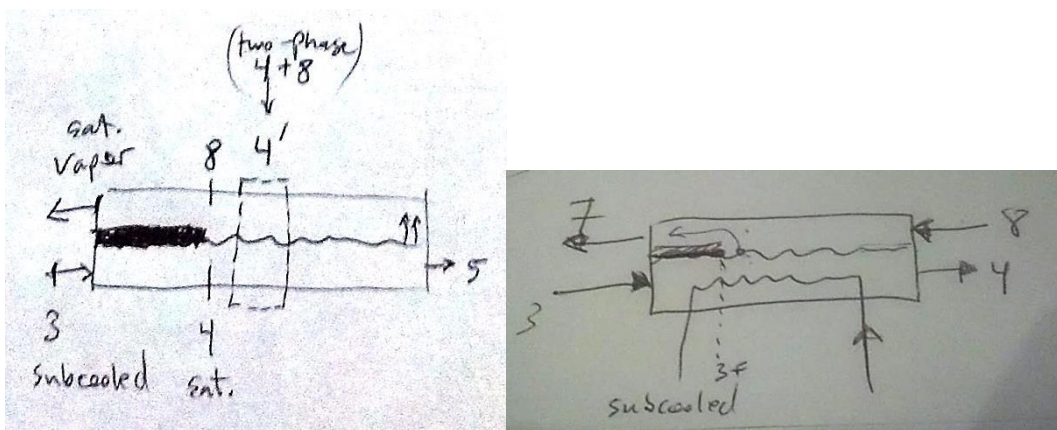 (two-phase)
4+8
sat.
vapor
8
4'
5
3
4
subcooled
sat.
7
8
3
4
3f
subcooled